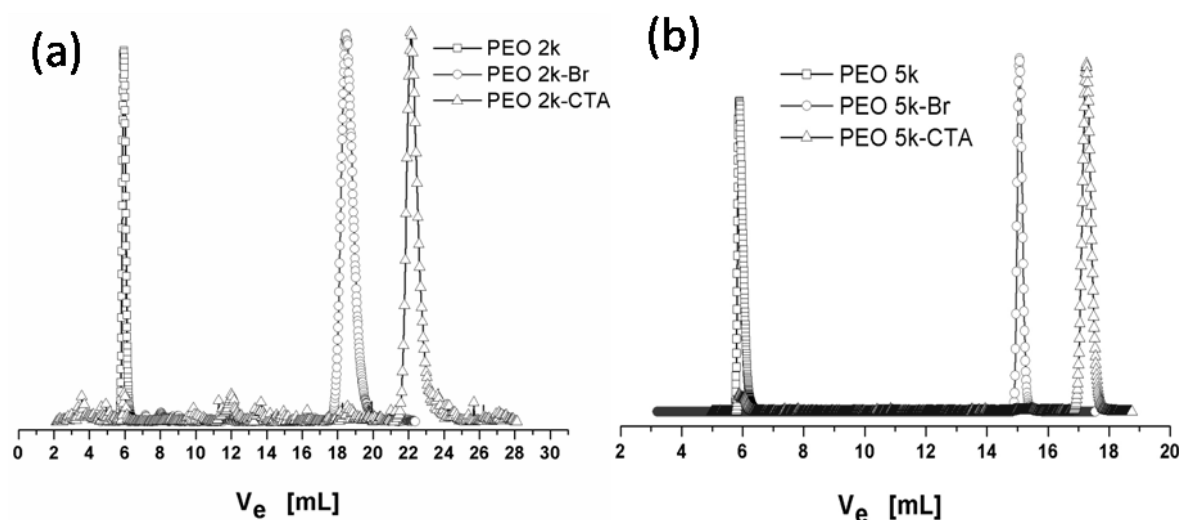 (a)
PEO 2k
PEO 2k-Br
PEO 2k-CTA
0 2 4 6 8 10 12 14 16 18 20 22 24 26 28 30
Ve [mL]
(b)
PEO 5k
PEO 5k-Br
PEO 5k-CTA
2 4 6 8 10 12 14 16 18 20
Ve [mL]